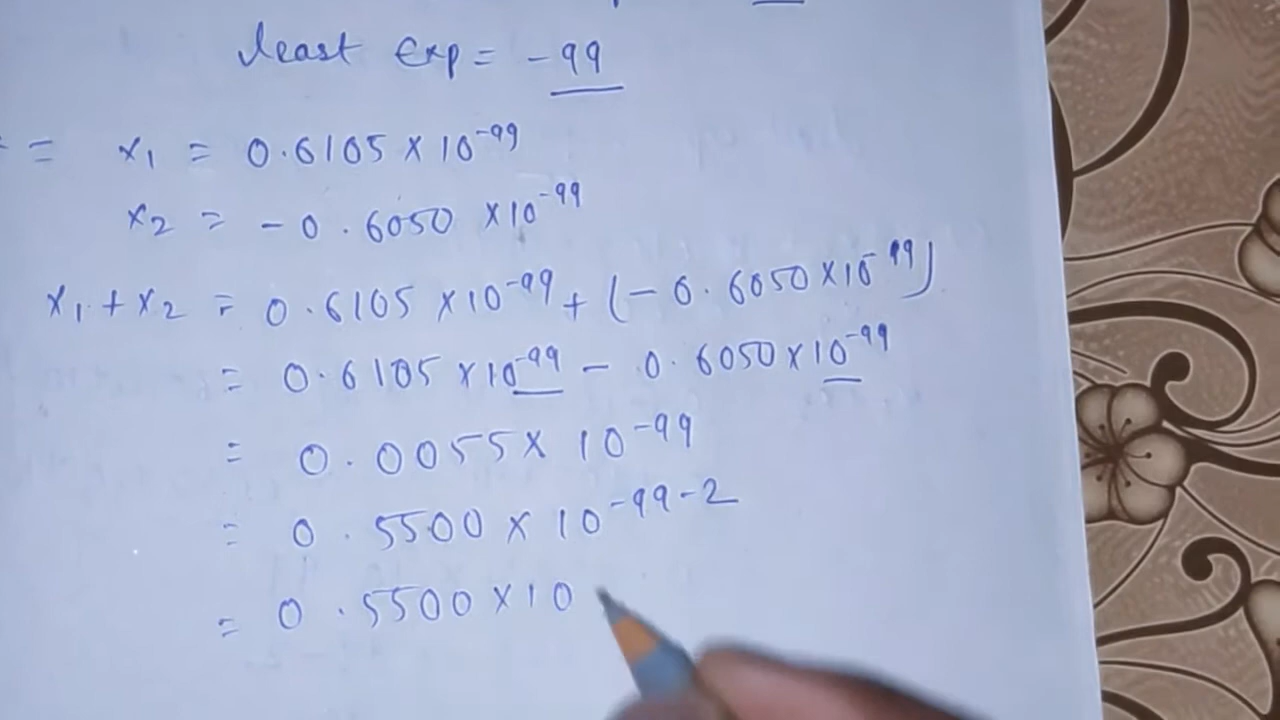 least Exp = -99
= x₁ = 0.6105 × 10⁻⁹⁹
x₂ = -0.6050 × 10⁻⁹⁹
x₁ + x₂ = 0.6105 × 10⁻⁹⁹ + (-0.6050 × 10⁻⁹⁹)
= 0.6105 × 10⁻⁹⁹ - 0.6050 × 10⁻⁹⁹
= 0.0055 × 10⁻⁹⁹
= 0.5500 × 10⁻⁹⁹⁻²
= 0.5500 × 10